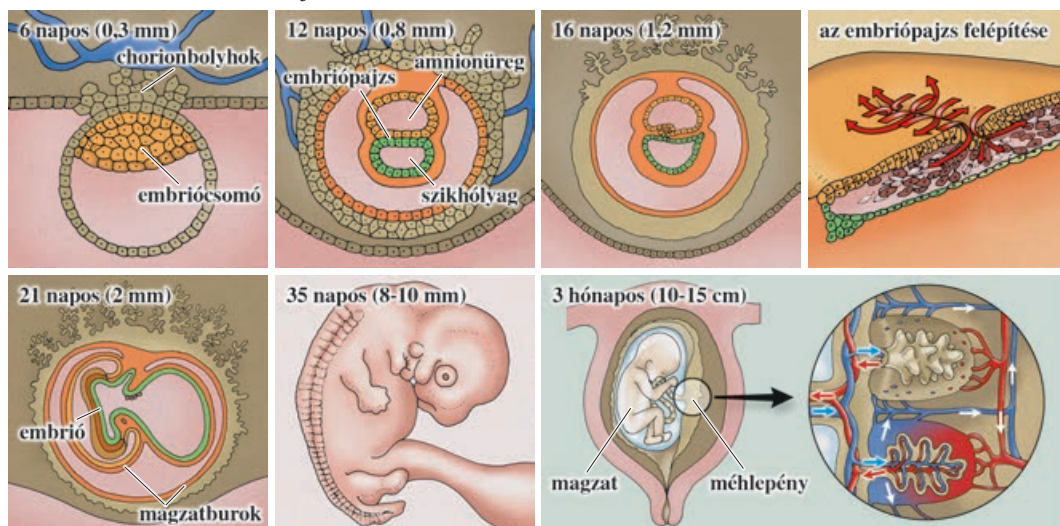 6 napos (0,3 mm)
chorionbolyhok
embriócsomó
12 napos (0,8 mm)
amnionüreg
embriópajzs
szikhólyag
16 napos (1,2 mm)
az embriópajzs felépítése
21 napos (2 mm)
embrió
magzatburok
35 napos (8-10 mm)
3 hónapos (10-15 cm)
magzat
méhlepény